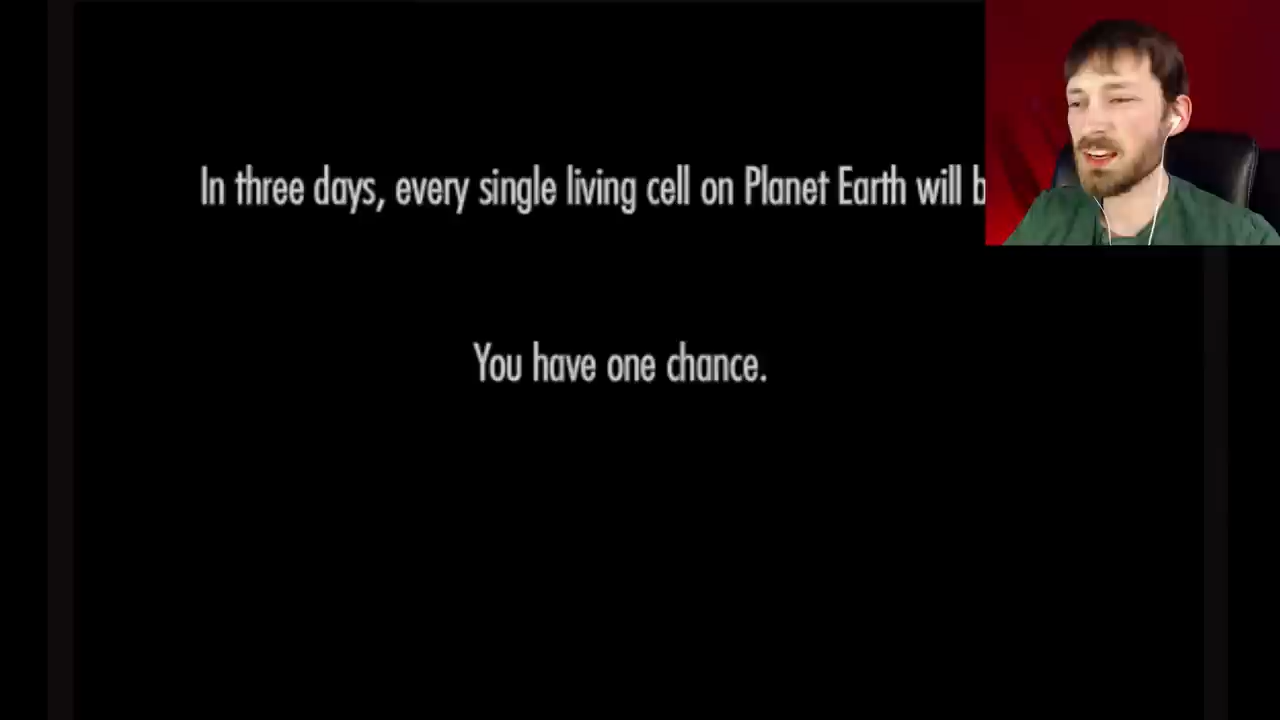 In three days, every single living cell on Planet Earth will
You have one chance.